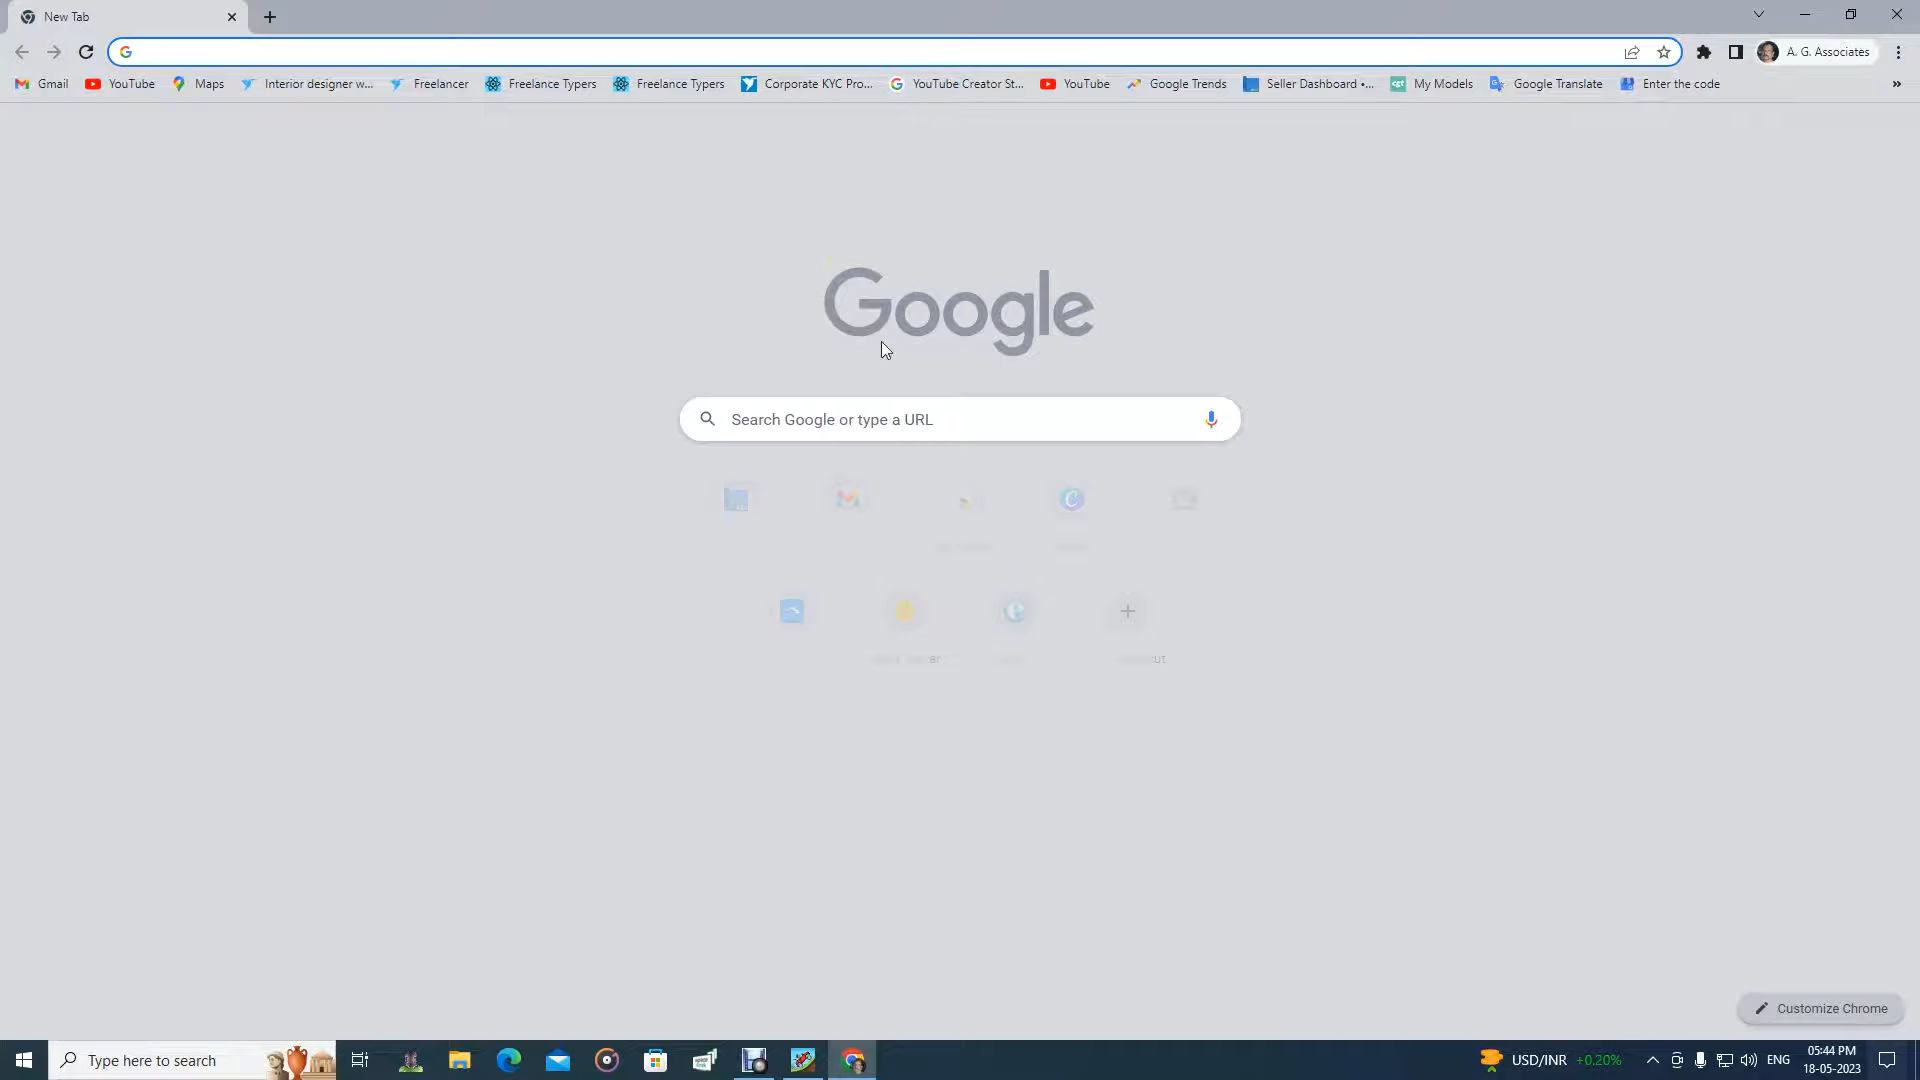 New Tab
A. G. Associates
Gmail YouTube Maps Interior designer w... Freelancer Freelance Typers Freelance Typers Corporate KYC Pro... YouTube Creator St... YouTube Google Trends Seller Dashboard •... My Models Google Translate Enter the code »
Google
Search Google or type a URL
Customize Chrome
Type here to search USD/INR +0.20% ENG 05:44 PM
18-05-2023